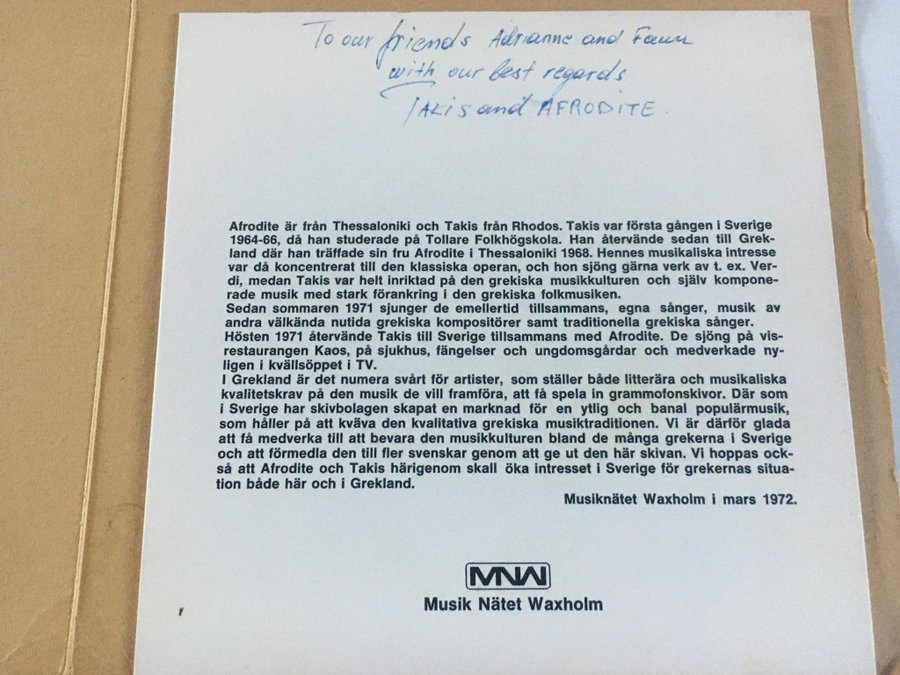 To our friends Adrianne and Fawn
with our best regards
TAKis and AFRODITE.
Afrodite är från Thessaloniki och Takis från Rhodos. Takis var första gången i Sverige
1964-66, då han studerade på Tollare Folkhögskola. Han återvände sedan till Grek-
land där han träffade sin fru Afrodite i Thessaloniki 1968. Hennes musikaliska intresse
var då koncentrerat till den klassiska operan, och hon sjöng gärna verk av t. ex. Ver-
di, medan Takis var helt inriktad på den grekiska musikkulturen och själv kompone-
rade musik med stark förankring i den grekiska folkmusiken.
Sedan sommaren 1971 sjunger de emellertid tillsammans, egna sånger, musik av
andra välkända nutida grekiska kompositörer samt traditionella grekiska sånger.
Hösten 1971 återvände Takis till Sverige tillsammans med Afrodite. De sjöng på vis-
restaurangen Kaos, på sjukhus, fängelser och ungdomsgårdar och medverkade ny-
ligen i kvällsöppet i TV.
I Grekland är det numera svårt för artister, som ställer både litterära och musikaliska
kvalitetskrav på den musik de vill framföra, att få spela in grammofonskivor. Där som
i Sverige har skivbolagen skapat en marknad för en ytlig och banal populärmusik,
som håller på att kväva den kvalitativa grekiska musiktraditionen. Vi är därför glada
att få medverka till att bevara den musikkulturen bland de många grekerna i Sverige
och att förmedla den till fler svenskar genom att ge ut den här skivan. Vi hoppas ock-
så att Afrodite och Takis härigenom skall öka intresset i Sverige för grekernas situa-
tion både här och i Grekland.
Musiknätet Waxholm i mars 1972.
MNW
Musik Nätet Waxholm